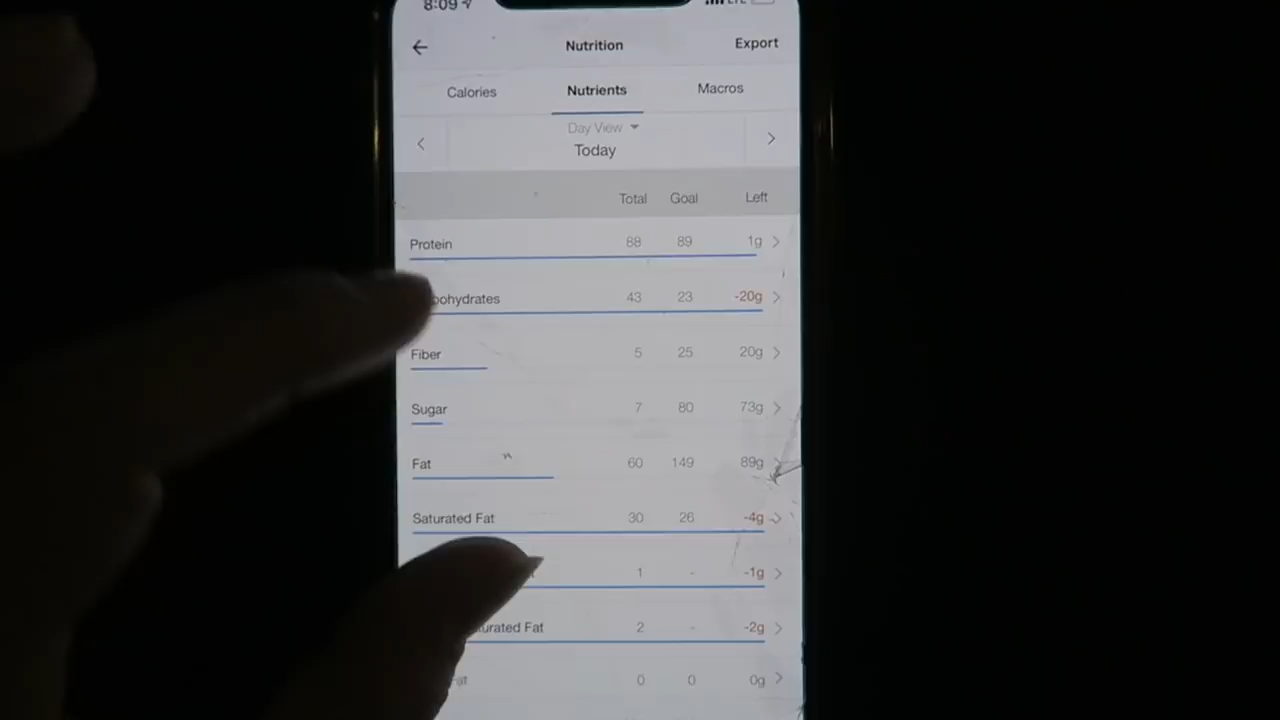 8:09
Nutrition Export
Calories Nutrients Macros
Day View
Today
Total Goal Left
Protein 88 89 1g
bohydrates 43 23 -20g
Fiber 5 25 20g
Sugar 7 80 73g
Fat 60 149 89g
Saturated Fat 30 26 -4g
1 - -1g
urated Fat 2 - -2g
at 0 0 0g